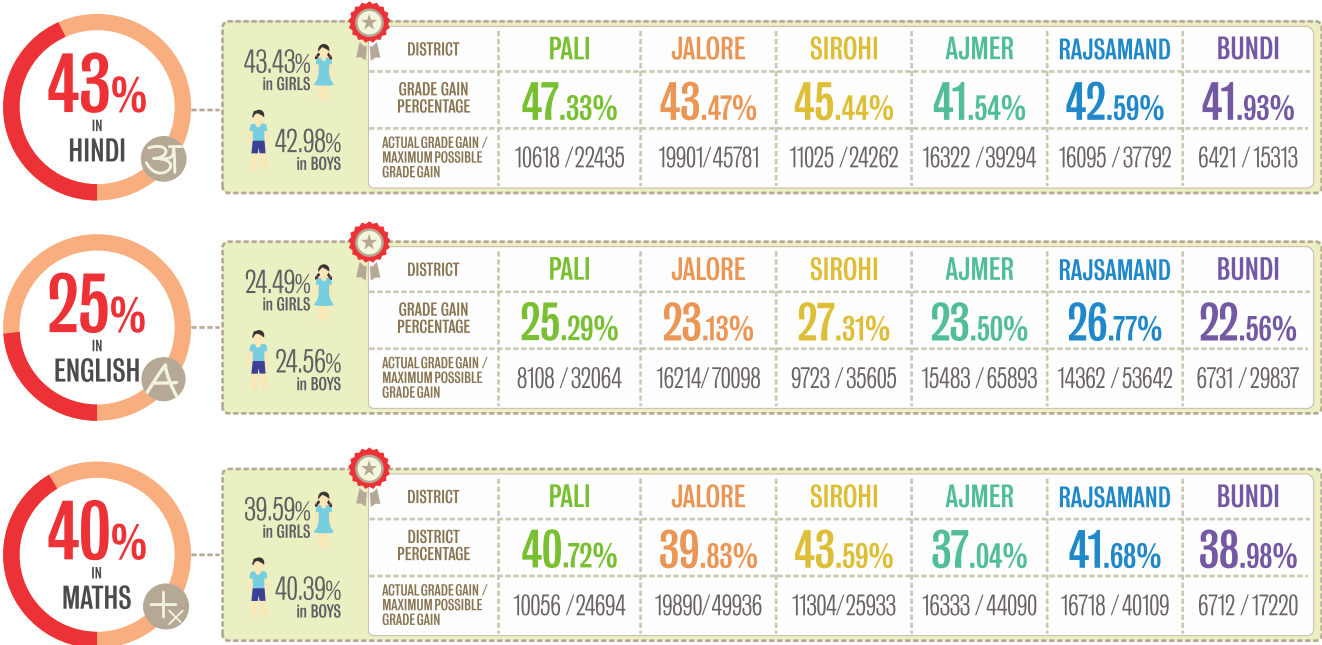 43%
IN
HINDI
अ
43.43%
in GIRLS
42.98%
in BOYS
DISTRICT PALI JALORE SIROHI AJMER RAJSAMAND BUNDI
GRADE GAIN
PERCENTAGE
47.33% 43.47% 45.44% 41.54% 42.59% 41.93%
ACTUAL GRADE GAIN /
MAXIMUM POSSIBLE
GRADE GAIN
10618 /22435 19901/45781 11025 /24262 16322 /39294 16095 /37792 6421 /15313
25%
IN
ENGLISH
A
24.49%
in GIRLS
24.56%
in BOYS
DISTRICT PALI JALORE SIROHI AJMER RAJSAMAND BUNDI
GRADE GAIN
PERCENTAGE
25.29% 23.13% 27.31% 23.50% 26.77% 22.56%
ACTUAL GRADE GAIN /
MAXIMUM POSSIBLE
GRADE GAIN
8108 /32064 16214/70098 9723 /35605 15483 /65893 14362 /53642 6731 /29837
40%
IN
MATHS
+x
39.59%
in GIRLS
40.39%
in BOYS
DISTRICT PALI JALORE SIROHI AJMER RAJSAMAND BUNDI
DISTRICT
PERCENTAGE
40.72% 39.83% 43.59% 37.04% 41.68% 38.98%
ACTUAL GRADE GAIN /
MAXIMUM POSSIBLE
GRADE GAIN
10056 /24694 19890/49936 11304/25933 16333 /44090 16718 /40109 6712 /17220